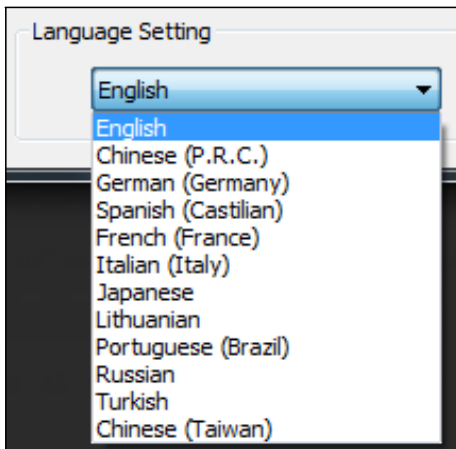 Language Setting
English
English
Chinese (P.R.C.)
German (Germany)
Spanish (Castilian)
French (France)
Italian (Italy)
Japanese
Lithuanian
Portuguese (Brazil)
Russian
Turkish
Chinese (Taiwan)